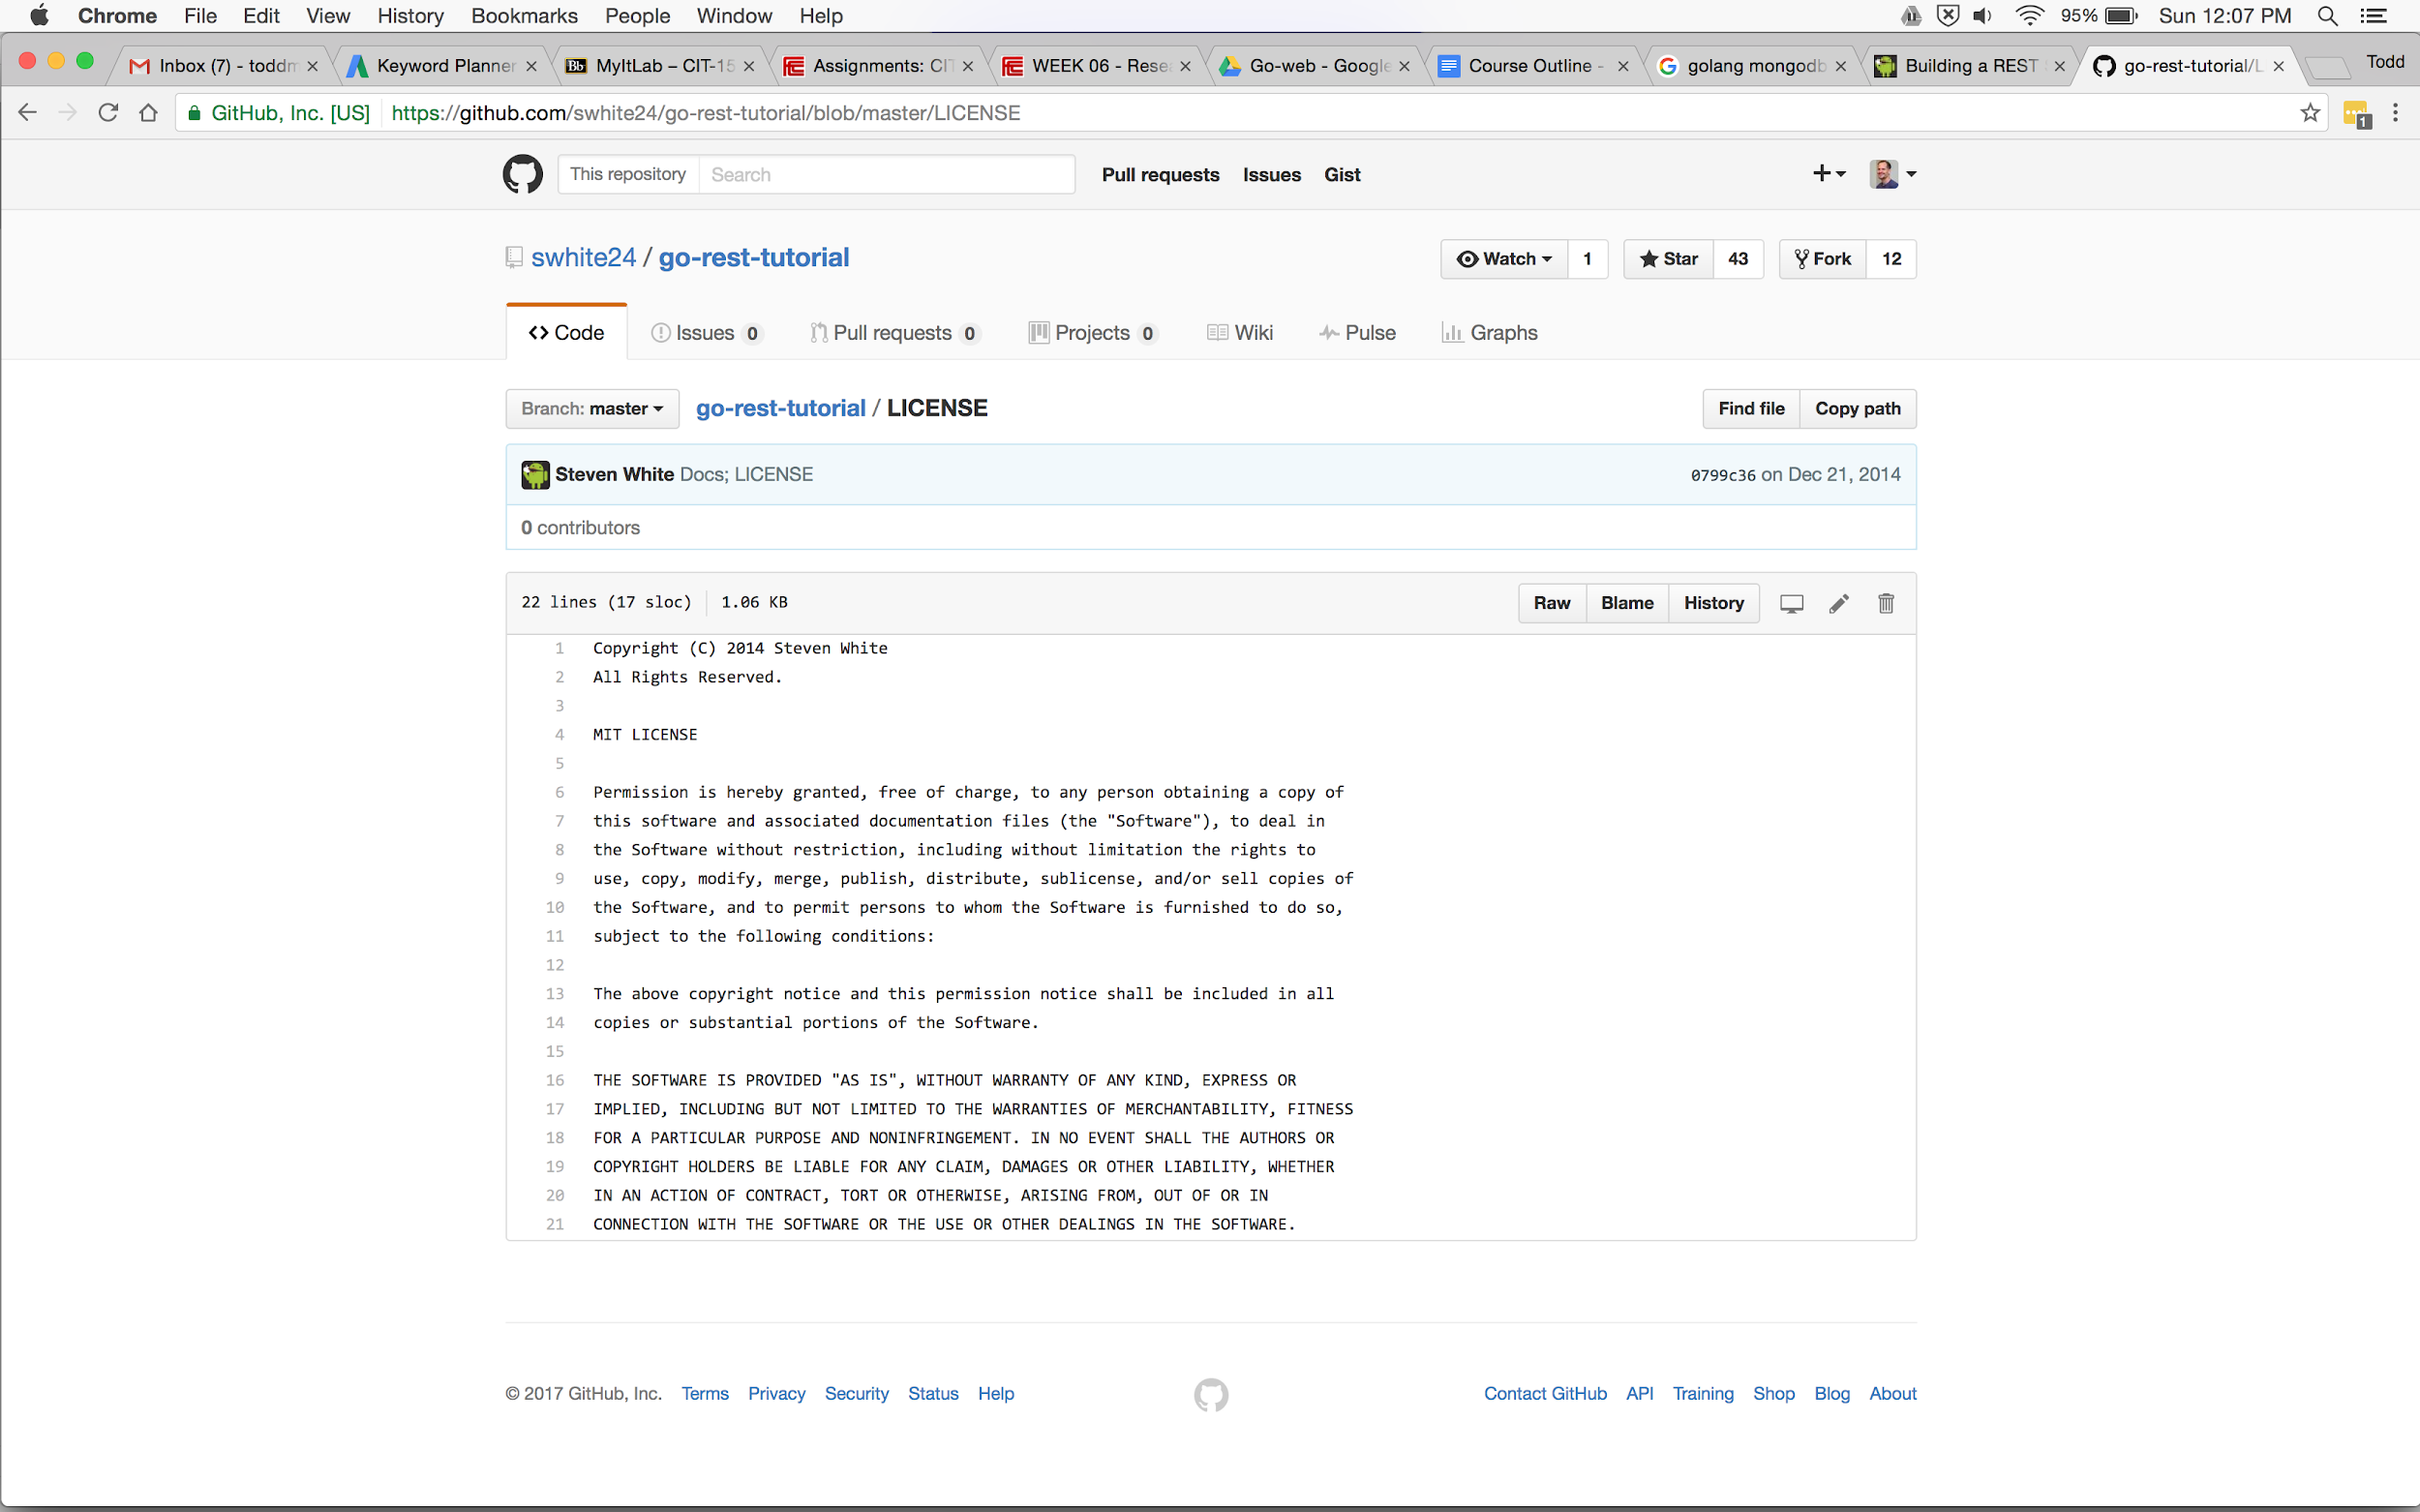 Chrome File Edit View History Bookmarks People Window Help 95% Sun 12:07 PM
Inbox (7) - toddm Keyword Planner MyItLab – CIT-15 Assignments: CIT WEEK 06 - Rese Go-web - Google Course Outline - golang mongodb Building a REST go-rest-tutorial/L Todd
GitHub, Inc. [US] https://github.com/swhite24/go-rest-tutorial/blob/master/LICENSE 1
This repository Search Pull requests Issues Gist
swhite24 / go-rest-tutorial Watch 1 Star 43 Fork 12
Code Issues 0 Pull requests 0 Projects 0 Wiki Pulse Graphs
Branch: master go-rest-tutorial / LICENSE Find file Copy path
Steven White Docs; LICENSE 0799c36 on Dec 21, 2014
0 contributors
22 lines (17 sloc) 1.06 KB Raw Blame History
1 Copyright (C) 2014 Steven White
2 All Rights Reserved.
3
4 MIT LICENSE
5
6 Permission is hereby granted, free of charge, to any person obtaining a copy of
7 this software and associated documentation files (the "Software"), to deal in
8 the Software without restriction, including without limitation the rights to
9 use, copy, modify, merge, publish, distribute, sublicense, and/or sell copies of
10 the Software, and to permit persons to whom the Software is furnished to do so,
11 subject to the following conditions:
12
13 The above copyright notice and this permission notice shall be included in all
14 copies or substantial portions of the Software.
15
16 THE SOFTWARE IS PROVIDED "AS IS", WITHOUT WARRANTY OF ANY KIND, EXPRESS OR
17 IMPLIED, INCLUDING BUT NOT LIMITED TO THE WARRANTIES OF MERCHANTABILITY, FITNESS
18 FOR A PARTICULAR PURPOSE AND NONINFRINGEMENT. IN NO EVENT SHALL THE AUTHORS OR
19 COPYRIGHT HOLDERS BE LIABLE FOR ANY CLAIM, DAMAGES OR OTHER LIABILITY, WHETHER
20 IN AN ACTION OF CONTRACT, TORT OR OTHERWISE, ARISING FROM, OUT OF OR IN
21 CONNECTION WITH THE SOFTWARE OR THE USE OR OTHER DEALINGS IN THE SOFTWARE.
© 2017 GitHub, Inc. Terms Privacy Security Status Help Contact GitHub API Training Shop Blog About